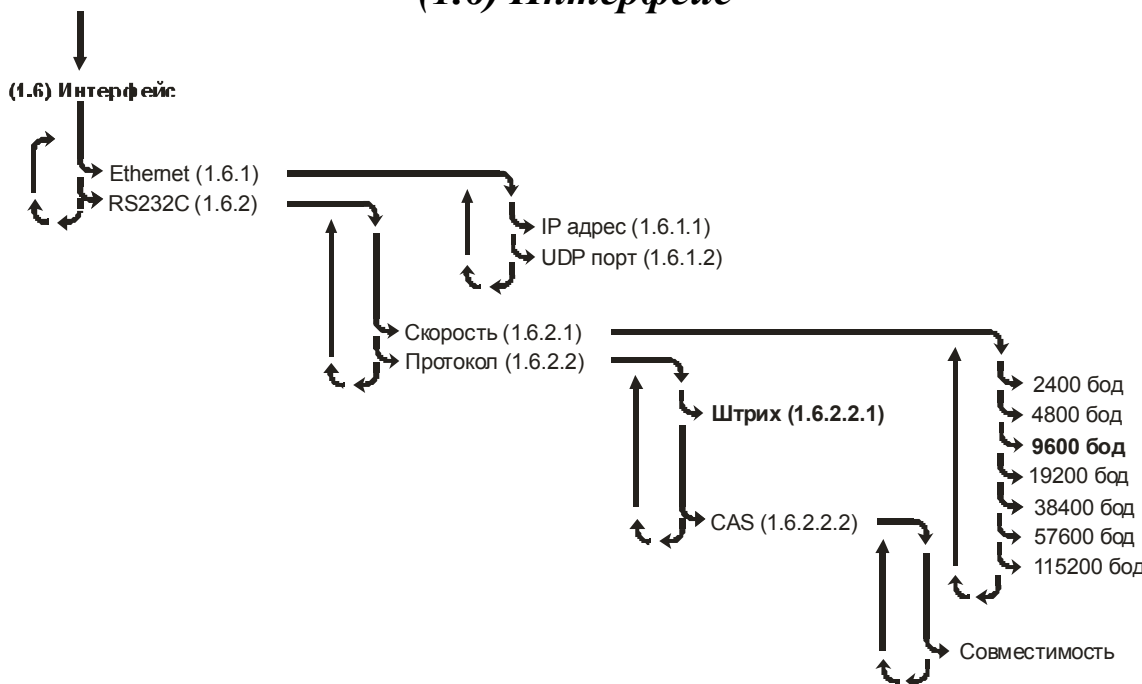 (1.6) Интерфейс
(1.6) Интерфейс
Ethernet (1.6.1)
RS232C (1.6.2)
IP адрес (1.6.1.1)
UDP порт (1.6.1.2)
Скорость (1.6.2.1)
Протокол (1.6.2.2)
2400 бод
4800 бод
Штрих (1.6.2.2.1)
9600 бод
19200 бод
38400 бод
CAS (1.6.2.2.2)
57600 бод
115200 бод
Совместимость